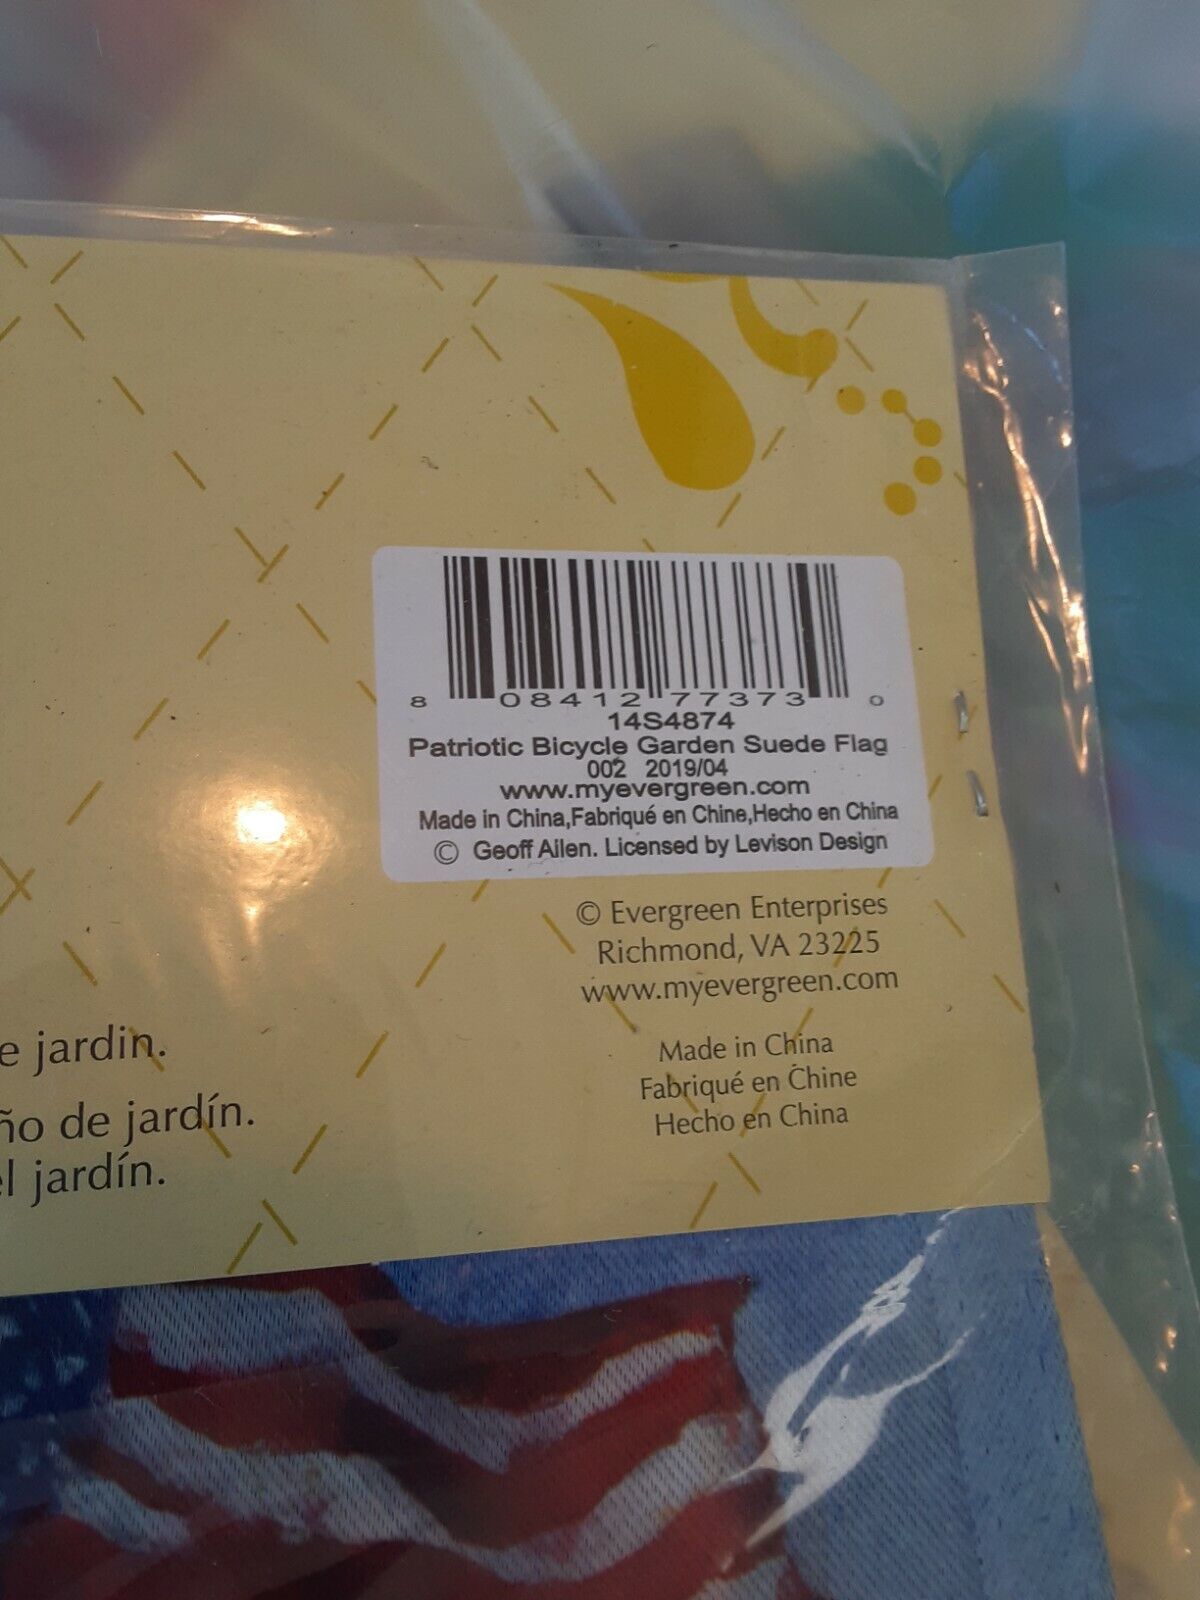 8 08412 77373 0
14S4874
Patriotic Bicycle Garden Suede Flag
002 2019/04
www.myevergreen.com
Made in China,Fabriqué en Chine,Hecho en China
© Geoff Allen. Licensed by Levison Design
© Evergreen Enterprises
Richmond, VA 23225
www.myevergreen.com
Made in China
Fabriqué en Chine
Hecho en China
e jardin.
ño de jardín.
el jardín.